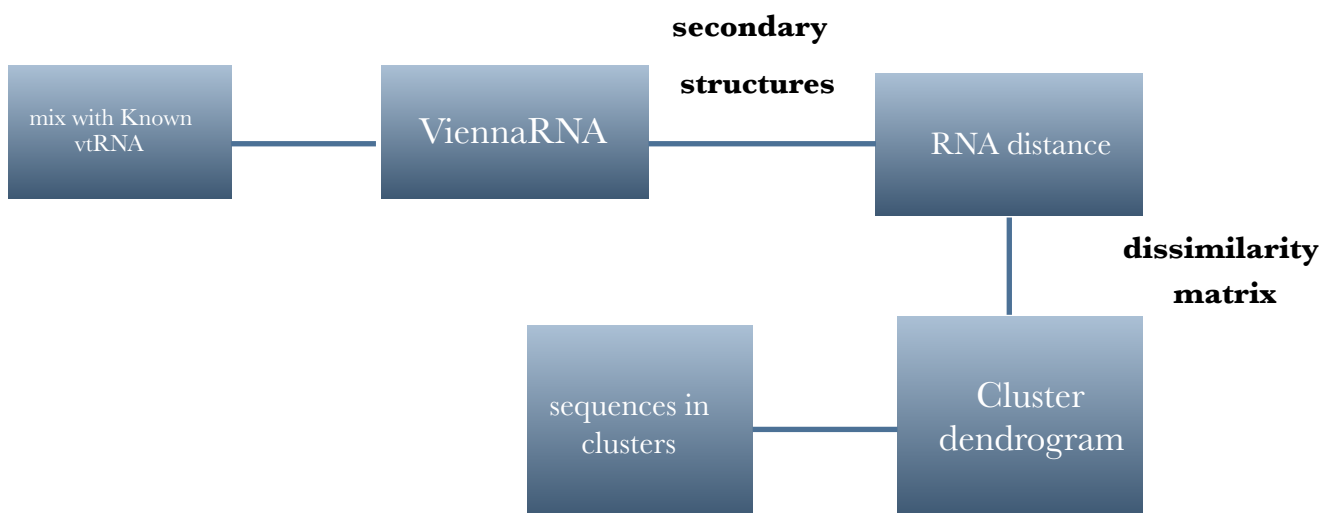 mix with Known
vtRNA
ViennaRNA
secondary
structures
RNA distance
dissimilarity
matrix
Cluster
dendrogram
sequences in
clusters